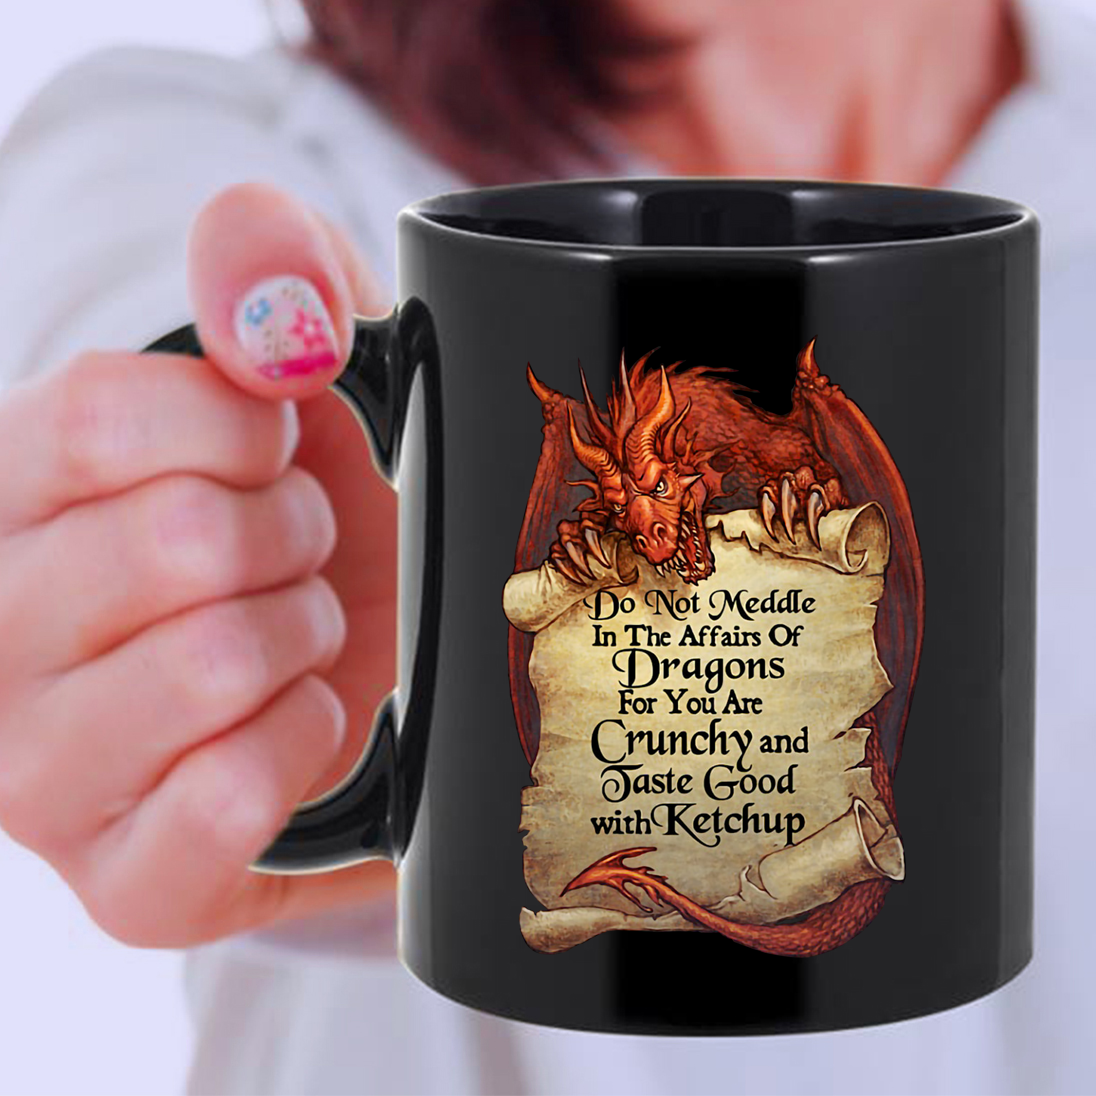 Do Not Meddle
In The Affairs Of
Dragons
For You Are
Crunchy and
Taste Good
with Ketchup